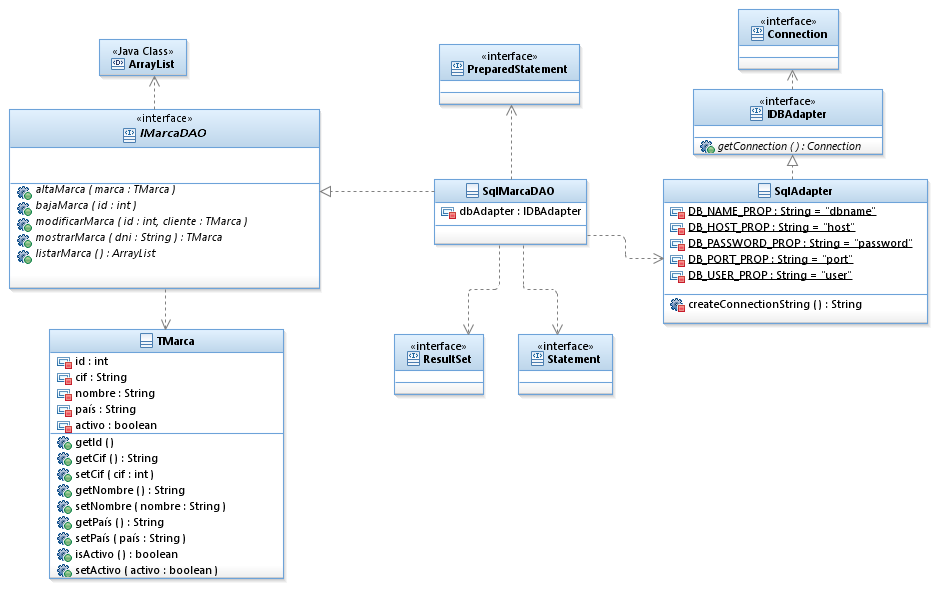 «Java Class»
ArrayList
«interface»
IMarcaDAO
altaMarca ( marca : TMarca )
bajaMarca ( id : int )
modificarMarca ( id : int, cliente : TMarca )
mostrarMarca ( dni : String ) : TMarca
listarMarca ( ) : ArrayList
TMarca
id : int
cif : String
nombre : String
país : String
activo : boolean
getId ( )
getCif ( ) : String
setCif ( cif : int )
getNombre ( ) : String
setNombre ( nombre : String )
getPaís ( ) : String
setPaís ( país : String )
isActivo ( ) : boolean
setActivo ( activo : boolean )
«interface»
PreparedStatement
SqlMarcaDAO
dbAdapter : IDBAdapter
«interface»
ResultSet
«interface»
Statement
«interface»
Connection
«interface»
IDBAdapter
getConnection ( ) : Connection
SqlAdapter
DB_NAME_PROP : String = "dbname"
DB_HOST_PROP : String = "host"
DB_PASSWORD_PROP : String = "password"
DB_PORT_PROP : String = "port"
DB_USER_PROP : String = "user"
createConnectionString ( ) : String